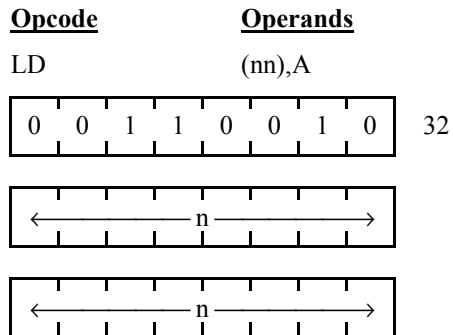 Opcode Operands
LD (nn),A
0 0 1 1 0 0 1 0 32
n
n